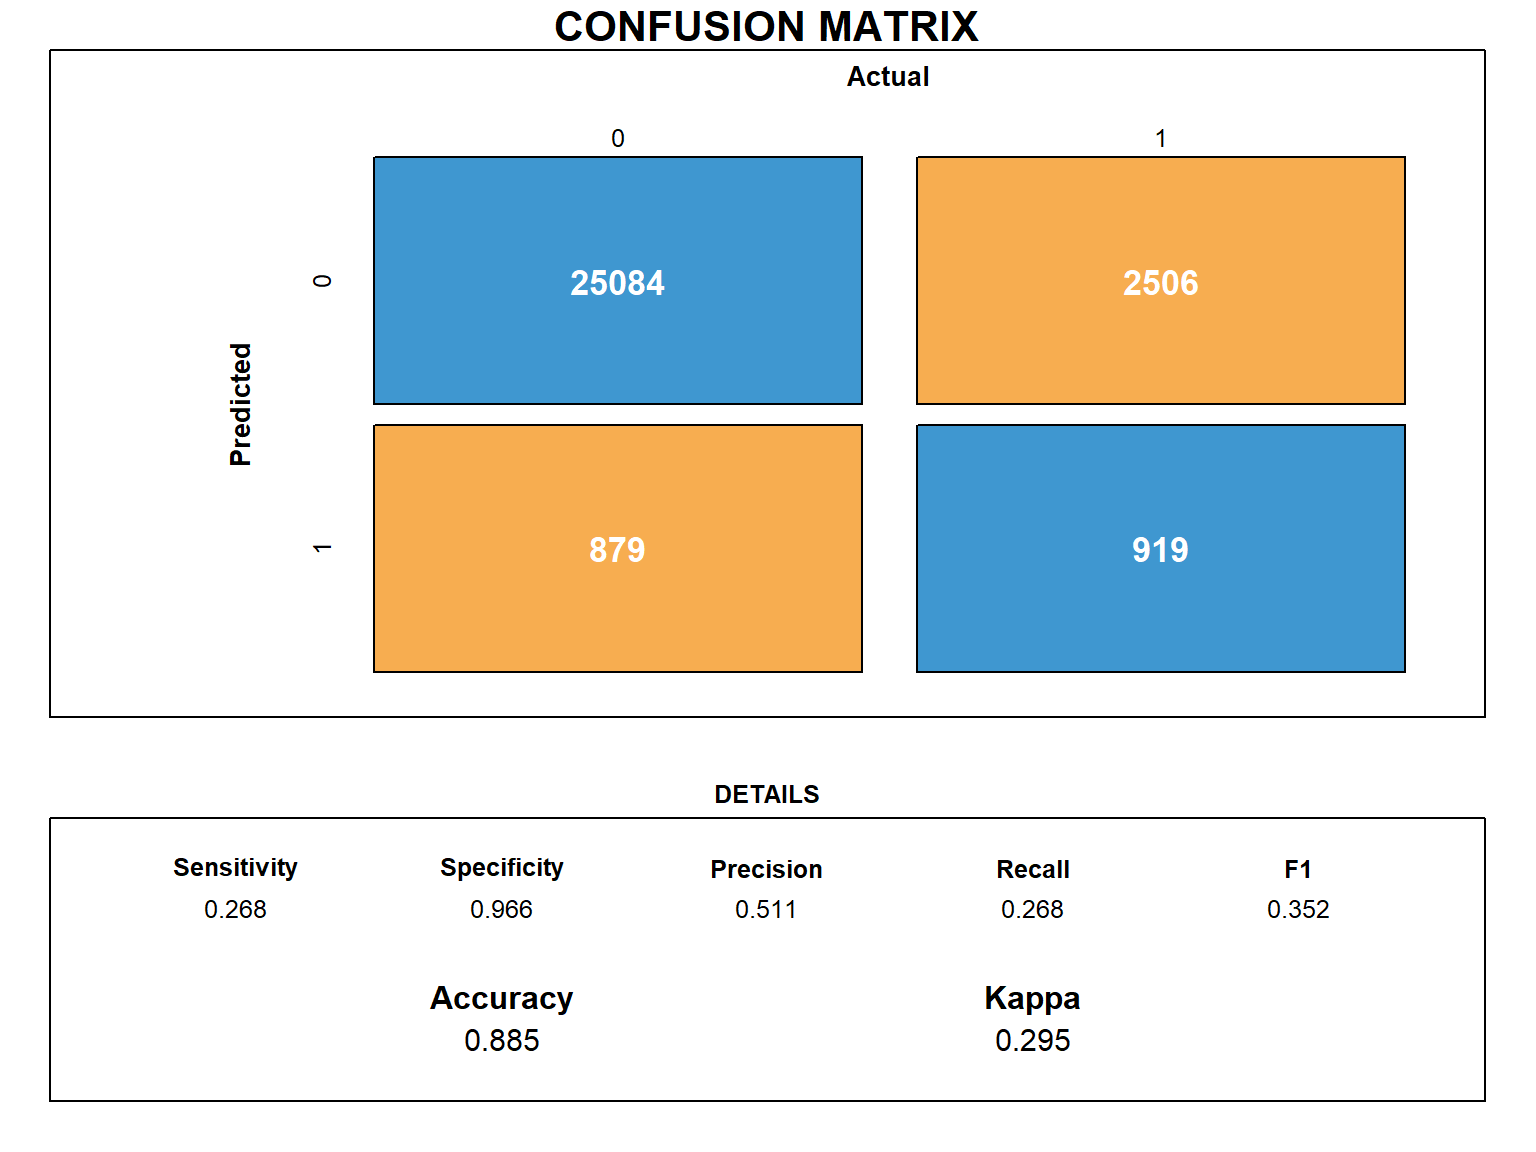 CONFUSION MATRIX
Actual
0 1
0 25084 2506
Predicted
1 879 919
DETAILS
Sensitivity Specificity Precision Recall F1
0.268 0.966 0.511 0.268 0.352
Accuracy Kappa
0.885 0.295